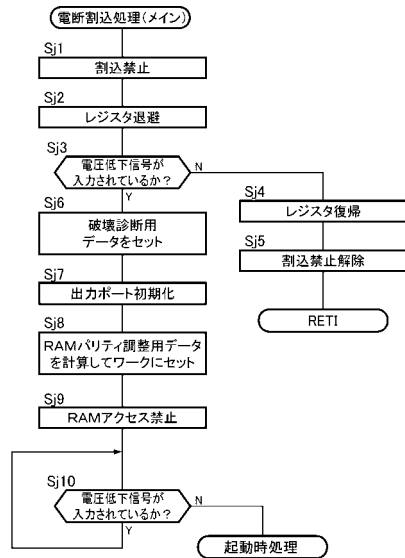 電断割込処理(メイン)
Sj1
割込禁止
Sj2
レジスタ退避
Sj3
電圧低下信号が
入力されているか?
N
Y
Sj4
レジスタ復帰
Sj5
割込禁止解除
RETI
Sj6
破壊診断用
データをセット
Sj7
出力ポート初期化
Sj8
RAMパリティ調整用データ
を計算してワークにセット
Sj9
RAMアクセス禁止
Sj10
電圧低下信号が
入力されているか?
N
Y
起動時処理